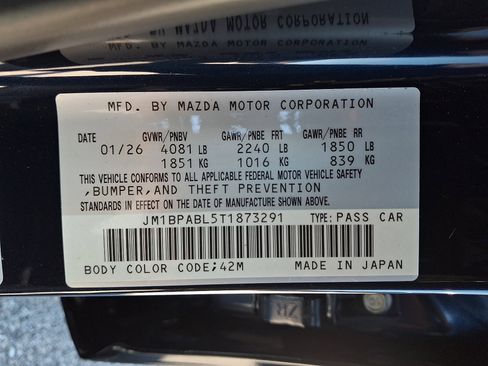 MFD. BY MAZDA MOTOR CORPORATION
DATE GVWR/PNBV GAWR/PNBE FRT GAWR/PNBE RR
01/26 4081 LB 2240 LB 1850 LB
1851 KG 1016 KG 839 KG
THIS VEHICLE CONFORMS TO ALL APPLICABLE FEDERAL MOTOR VEHICLE SAFETY
,BUMPER,AND THEFT PREVENTION
STANDARDS IN EFFECT ON THE DATE OF MANUFACTURE SHOWN ABOVE.
JM1BPABL5T1873291 TYPE:PASS CAR
BODY COLOR CODE;42M MADE IN JAPAN